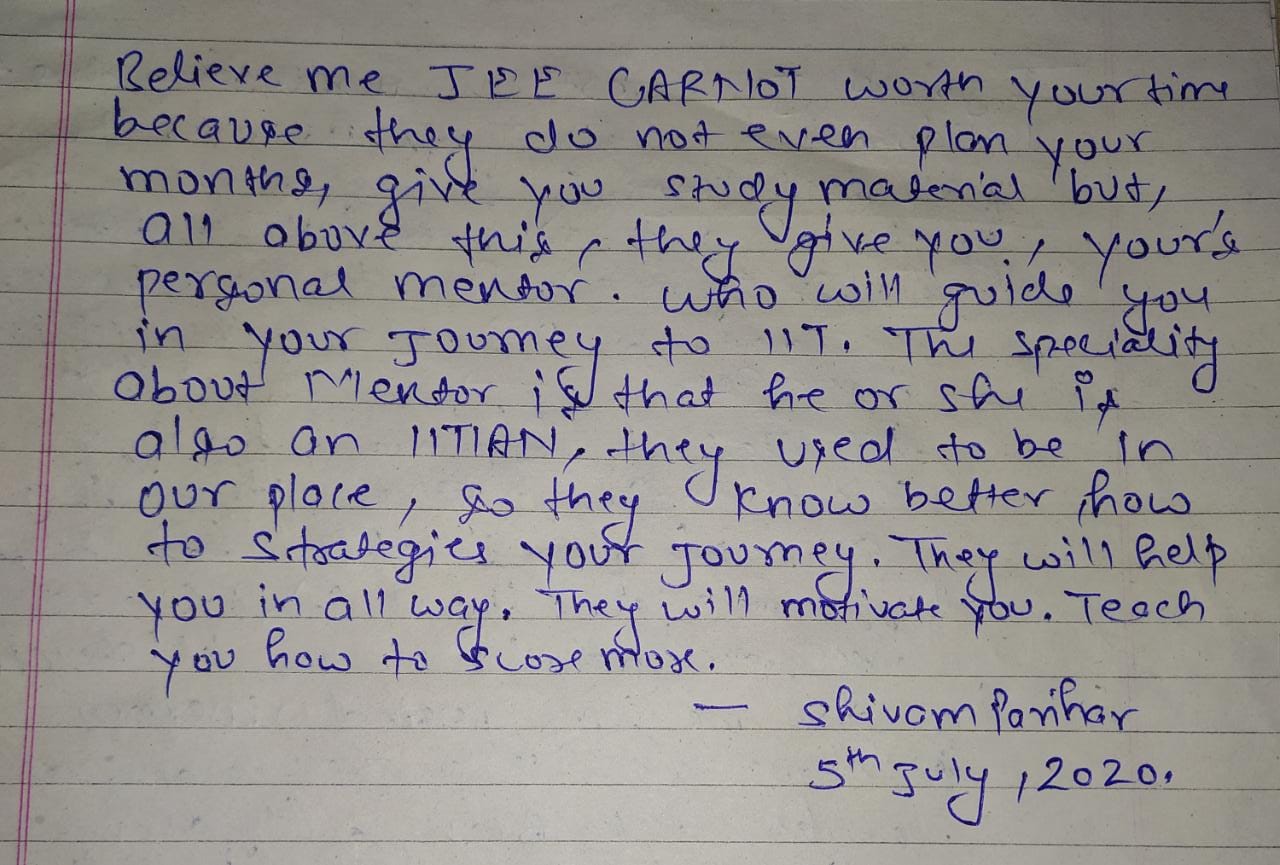 Believe me JEE CARNOT worth your time
because they do not even plan your
months, give you study material but,
all above this, they give you, your's
personal mentor. who will guide you
in your Journey to IIT. The speciality
about Mentor is that he or she is
also an IITIAN, they used to be in
our place, so they know better how
to Strategies your Journey. They will help
you in all way. They will motivate you. Teach
you how to score more.
— Shivam Parihar
5th July, 2020.